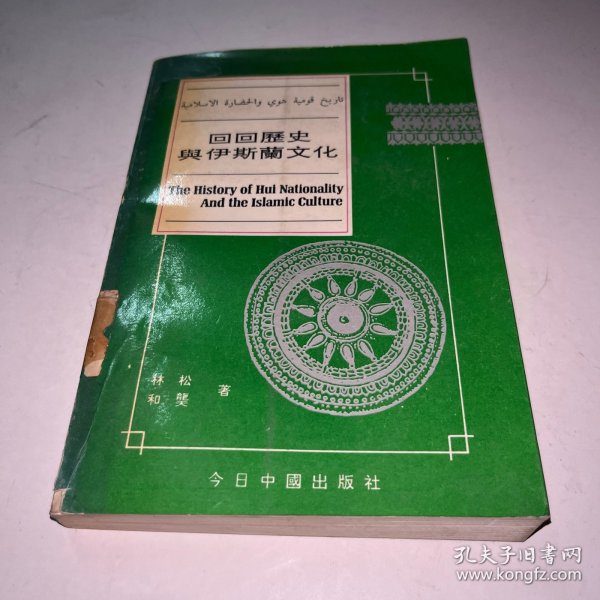 تاريخ قومية هوي والحضارة الاسلامية
回回歷史
與伊斯蘭文化
The History of Hui Nationality
And the Islamic Culture
林松
和龑 著
今日中國出版社
孔夫子旧书网
www.kongfz.com